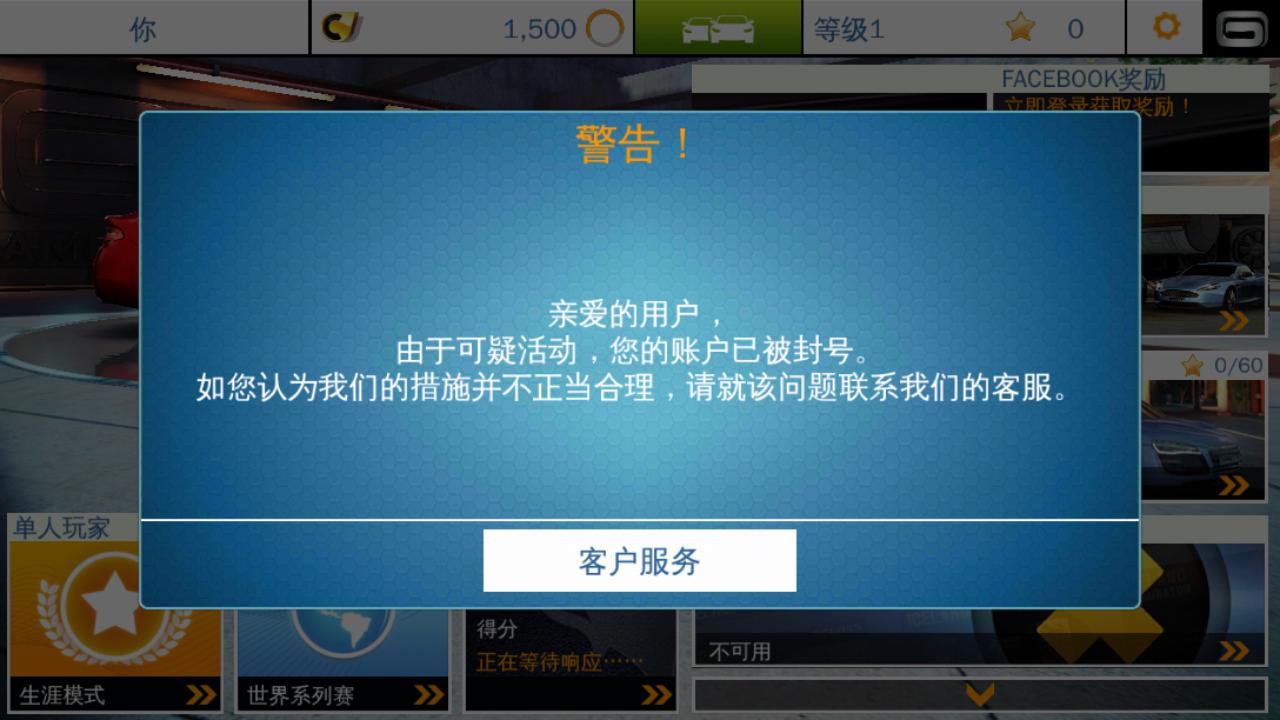 你
1,500
等级1
0
FACEBOOK奖励
立即登录获取奖励！
警告！
亲爱的用户，
由于可疑活动，您的账户已被封号。
如您认为我们的措施并不正当合理，请就该问题联系我们的客服。
0/60
单人玩家
客户服务
得分
正在等待响应……
不可用
生涯模式
世界系列赛